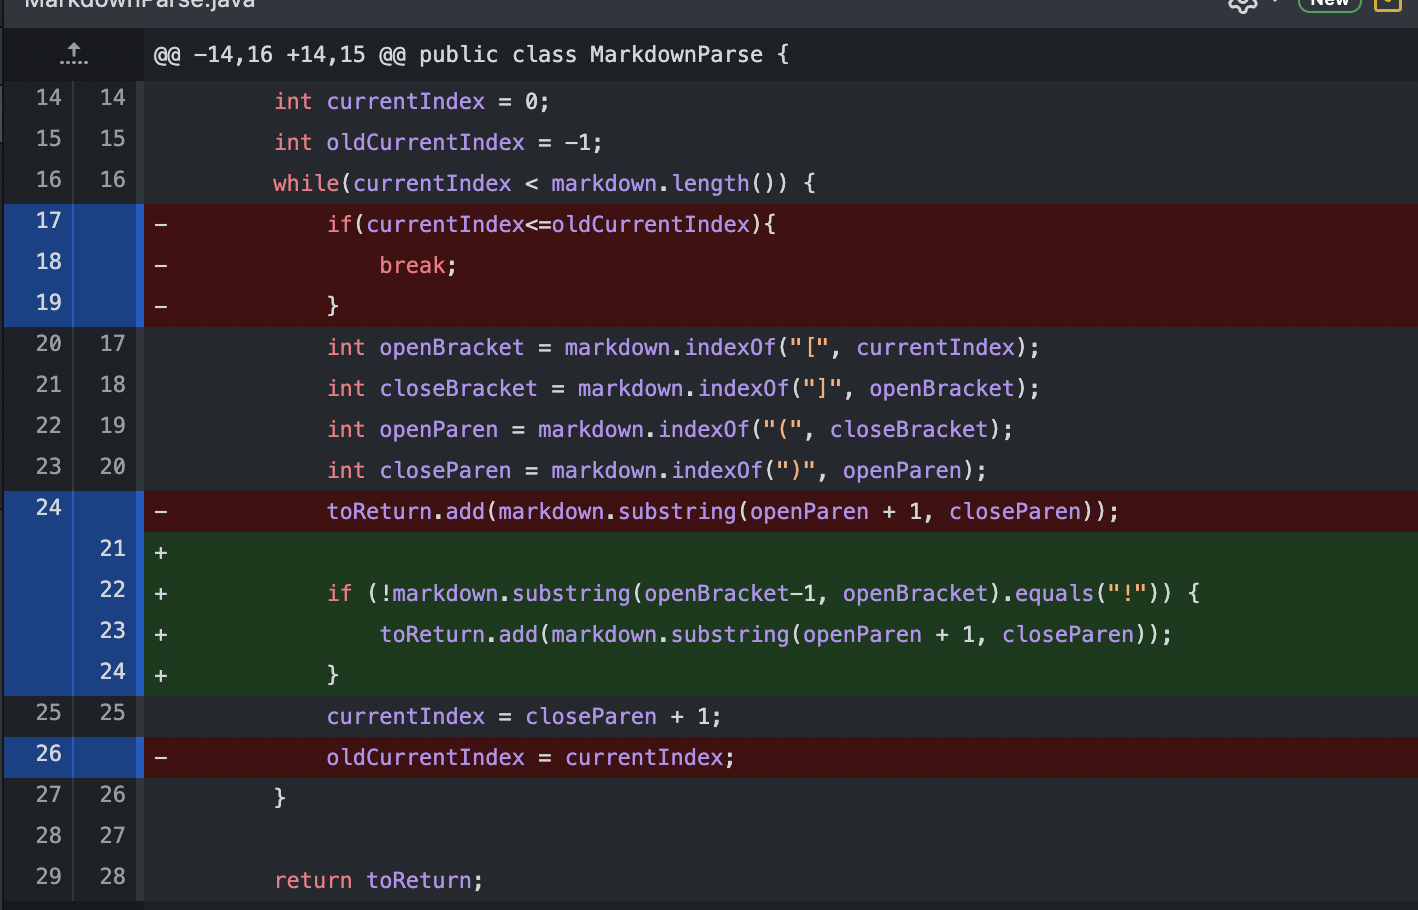 MarkdownParse.java
New
@@ -14,16 +14,15 @@ public class MarkdownParse {
14 14 int currentIndex = 0;
15 15 int oldCurrentIndex = -1;
16 16 while(currentIndex < markdown.length()) {
17 - if(currentIndex<=oldCurrentIndex){
18 - break;
19 - }
20 17 int openBracket = markdown.indexOf("[", currentIndex);
21 18 int closeBracket = markdown.indexOf("]", openBracket);
22 19 int openParen = markdown.indexOf("(", closeBracket);
23 20 int closeParen = markdown.indexOf(")", openParen);
24 - toReturn.add(markdown.substring(openParen + 1, closeParen));
21 +
22 + if (!markdown.substring(openBracket-1, openBracket).equals("!")) {
23 + toReturn.add(markdown.substring(openParen + 1, closeParen));
24 + }
25 25 currentIndex = closeParen + 1;
26 - oldCurrentIndex = currentIndex;
27 26 }
28 27
29 28 return toReturn;